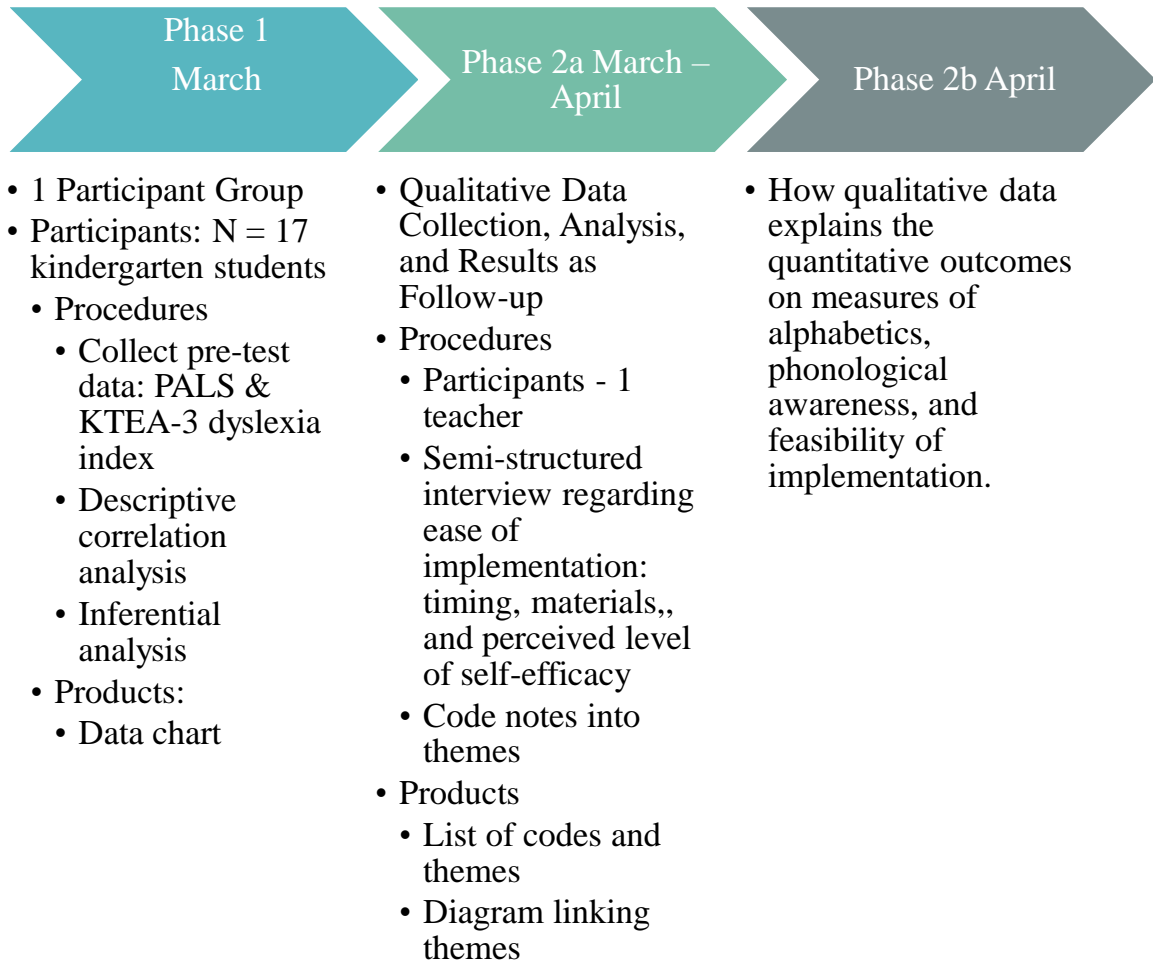 Phase 1
March
• 1 Participant Group
• Participants: N = 17
kindergarten students
• Procedures
• Collect pre-test
data: PALS &
KTEA-3 dyslexia
index
• Descriptive
correlation
analysis
• Inferential
analysis
• Products:
• Data chart
Phase 2a March –
April
• Qualitative Data
Collection, Analysis,
and Results as
Follow-up
• Procedures
• Participants - 1
teacher
• Semi-structured
interview regarding
ease of
implementation:
timing, materials,,
and perceived level
of self-efficacy
• Code notes into
themes
• Products
• List of codes and
themes
• Diagram linking
themes
Phase 2b April
• How qualitative data
explains the
quantitative outcomes
on measures of
alphabetics,
phonological
awareness, and
feasibility of
implementation.